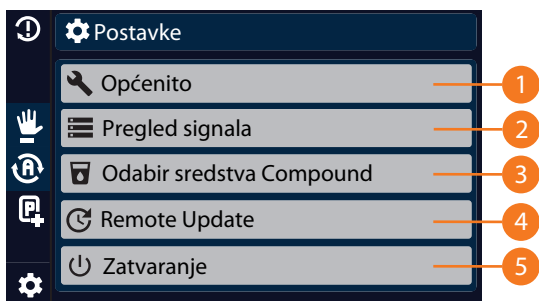 Postavke
Općenito 1
Pregled signala 2
Odabir sredstva Compound 3
Remote Update 4
Zatvaranje 5
A
P